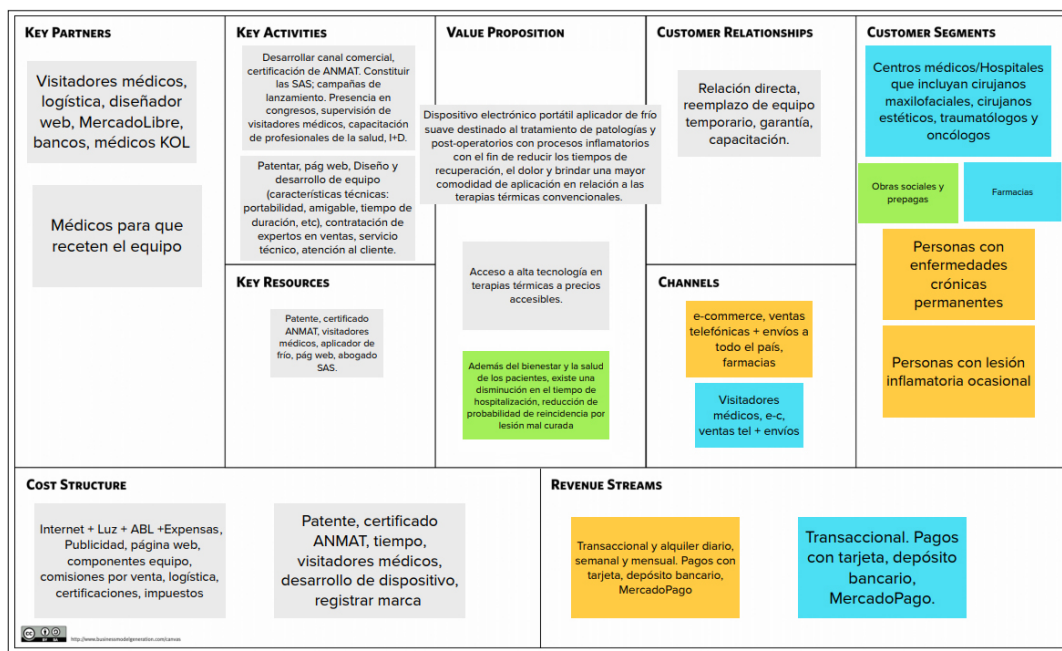 KEY PARTNERS
Visitadores médicos,
logística, diseñador
web, MercadoLibre,
bancos, médicos KOL
Médicos para que
receten el equipo
KEY ACTIVITIES
Desarrollar canal comercial,
certificación de ANMAT. Constituir
las SAS; campañas de
lanzamiento. Presencia en
congresos, supervisión de
visitadores médicos, capacitación
de profesionales de la salud, I+D.
Patentar, pág web, Diseño y
desarrollo de equipo
(características técnicas:
portabilidad, amigable, tiempo de
duración, etc), contratación de
expertos en ventas, servicio
técnico, atención al cliente.
KEY RESOURCES
Patente, certificado
ANMAT, visitadores
médicos, aplicador de
frío, pág web, abogado
SAS.
VALUE PROPOSITION
Dispositivo electrónico portátil aplicador de frío
suave destinado al tratamiento de patologías y
post-operatorios con procesos inflamatorios
con el fin de reducir los tiempos de
recuperación, el dolor y brindar una mayor
comodidad de aplicación en relación a las
terapias térmicas convencionales.
Acceso a alta tecnología en
terapias térmicas a precios
accesibles.
Además del bienestar y la salud
de los pacientes, existe una
disminución en el tiempo de
hospitalización, reducción de
probabilidad de reincidencia por
lesión mal curada
CUSTOMER RELATIONSHIPS
Relación directa,
reemplazo de equipo
temporario, garantía,
capacitación.
CHANNELS
e-commerce, ventas
telefónicas + envíos a
todo el país,
farmacias
Visitadores
médicos, e-c,
ventas tel + envíos
CUSTOMER SEGMENTS
Centros médicos/Hospitales
que incluyan cirujanos
maxilofaciales, cirujanos
estéticos, traumatólogos y
oncólogos
Obras sociales y
prepagas
Farmacias
Personas con
enfermedades
crónicas
permanentes
Personas con lesión
inflamatoria ocasional
COST STRUCTURE
Internet + Luz + ABL +Expensas,
Publicidad, página web,
componentes equipo,
comisiones por venta, logística,
certificaciones, impuestos
Patente, certificado
ANMAT, tiempo,
visitadores médicos,
desarrollo de dispositivo,
registrar marca
REVENUE STREAMS
Transaccional y alquiler diario,
semanal y mensual. Pagos con
tarjeta, depósito bancario,
MercadoPago
Transaccional. Pagos
con tarjeta, depósito
bancario,
MercadoPago.
cc BY SA
http://www.businessmodelgeneration.com/canvas